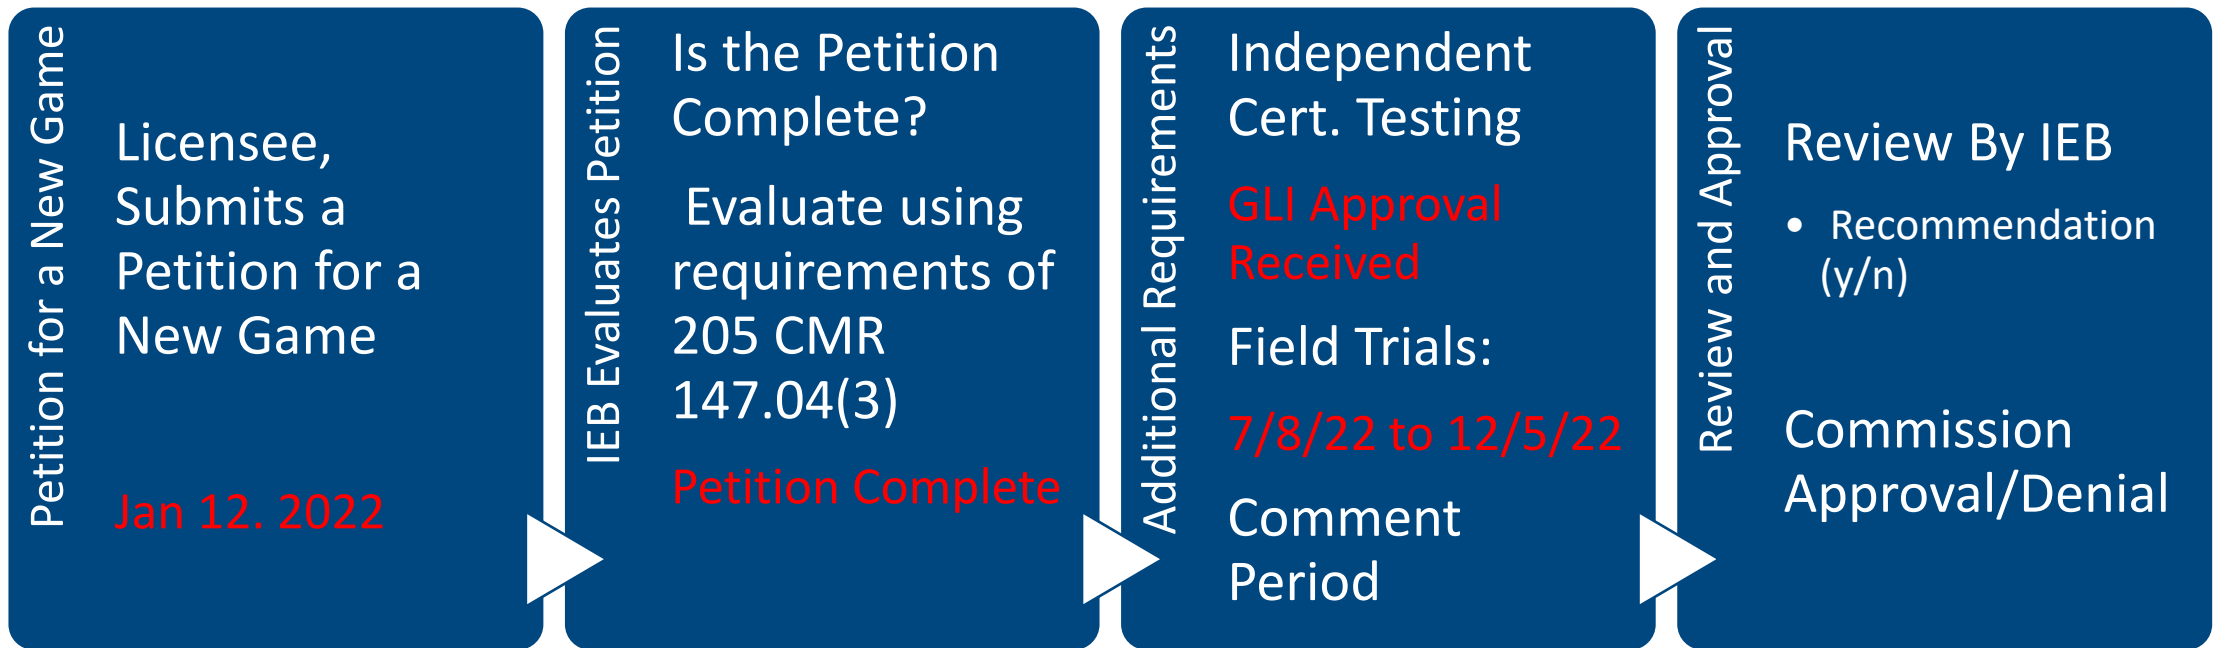 Petition for a New Game
Licensee,
Submits a
Petition for a
New Game
Jan 12. 2022
IEB Evaluates Petition
Is the Petition
Complete?
Evaluate using
requirements of
205 CMR
147.04(3)
Petition Complete
Additional Requirements
Independent
Cert. Testing
GLI Approval
Received
Field Trials:
7/8/22 to 12/5/22
Comment
Period
Review and Approval
Review By IEB
• Recommendation
(y/n)
Commission
Approval/Denial